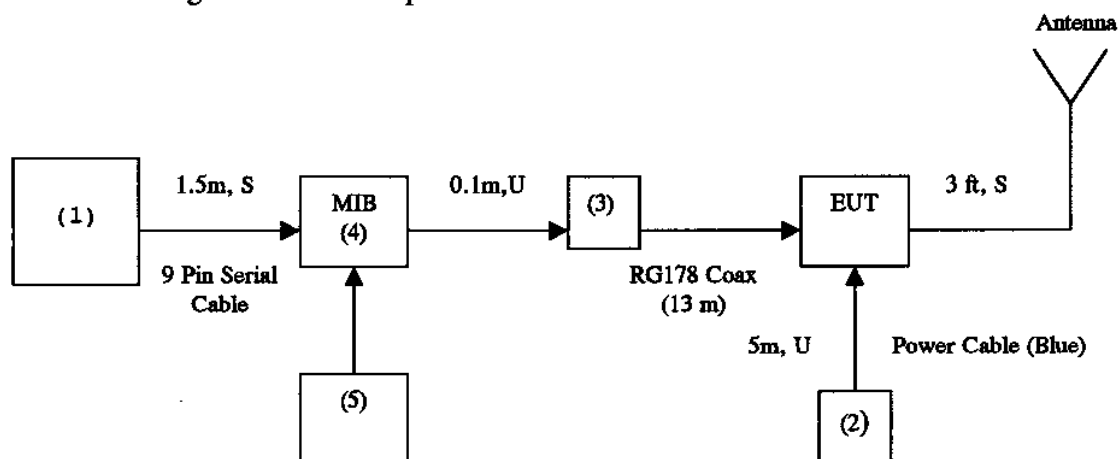 Antenna
1.5m, S
0.1m,U
3 ft, S
(1)
MIB
(4)
(3)
EUT
9 Pin Serial
Cable
RG178 Coax
(13 m)
5m, U
Power Cable (Blue)
(5)
(2)